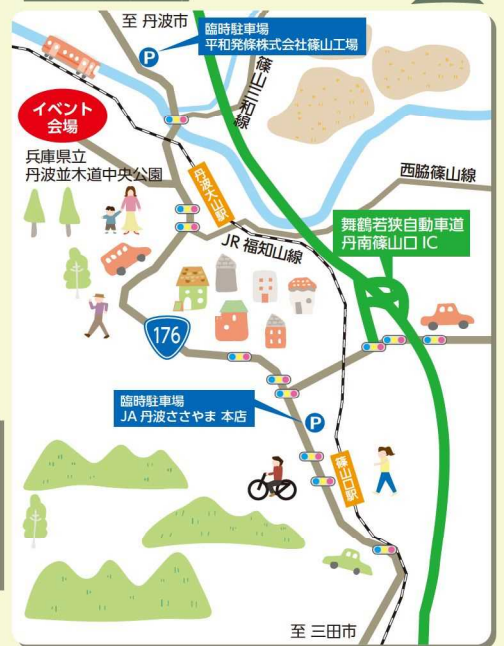 至 丹波市
臨時駐車場
平和発條株式会社篠山工場
P
篠山三和線
イベント
会場
兵庫県立
丹波並木道中央公園
丹波大山駅
西脇篠山線
JR 福知山線
舞鶴若狭自動車道
丹南篠山口 IC
176
臨時駐車場
JA 丹波ささやま 本店
P
篠山口駅
至 三田市